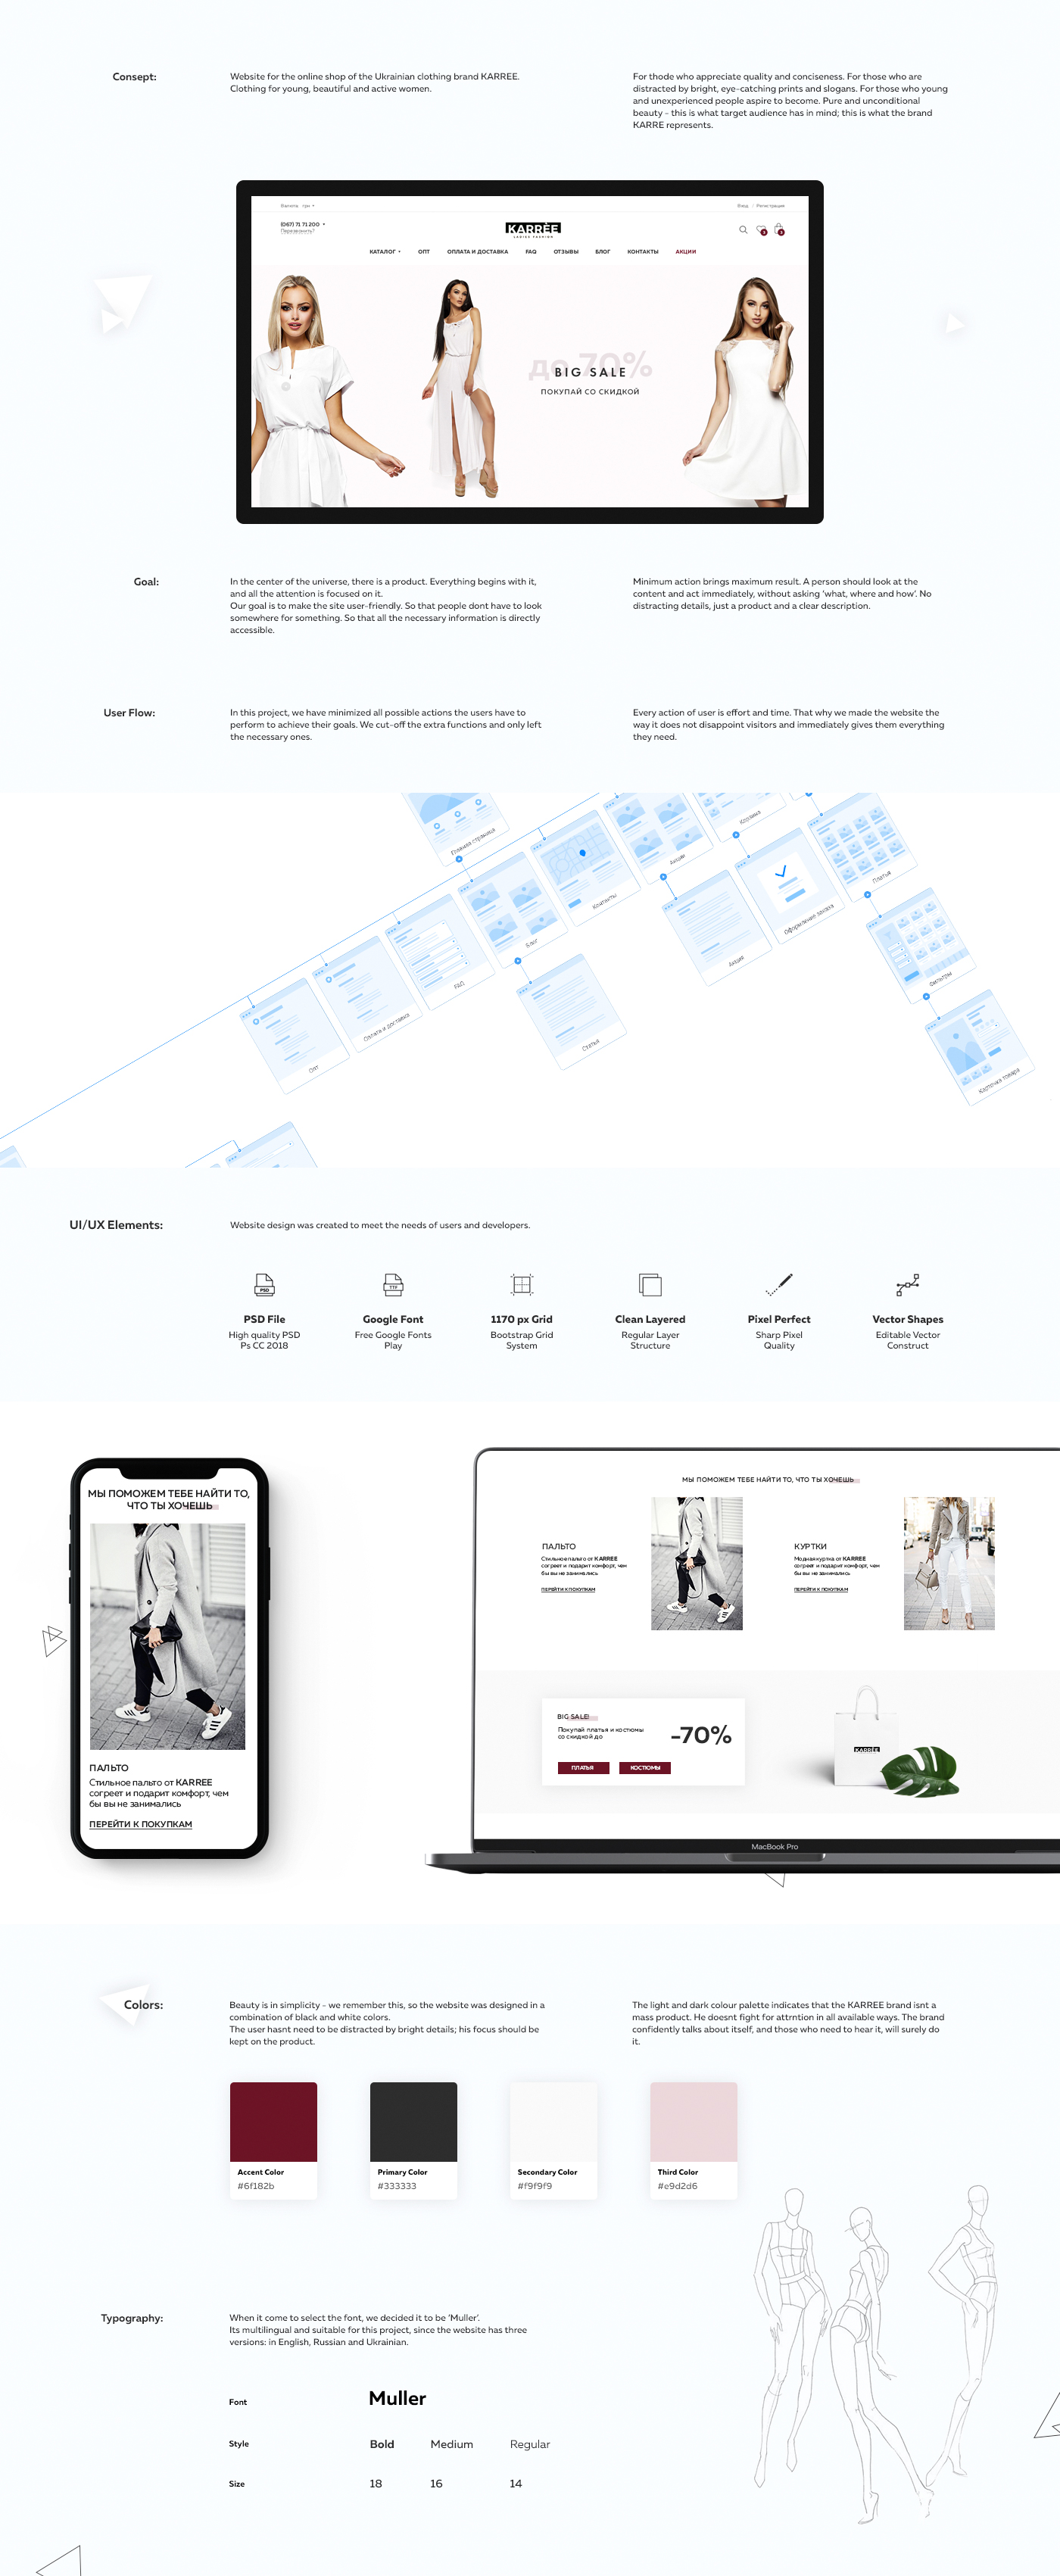 Consept:
Website for the online shop of the Ukrainian clothing brand KARREE.
Clothing for young, beautiful and active women.
For thode who appreciate quality and conciseness. For those who are
distracted by bright, eye-catching prints and slogans. For those who young
and unexperienced people aspire to become. Pure and unconditional
beauty - this is what target audience has in mind; this is what the brand
KARRE represents.
Валюта грн
Вход | Регистрация
(067) 71 71 200
Перезвонить?
KARRÉE
LADIES FASHION
КАТАЛОГ ОПТ ОПЛАТА И ДОСТАВКА FAQ ОТЗЫВЫ БЛОГ КОНТАКТЫ АКЦИИ
до 70%
BIG SALE
ПОКУПАЙ СО СКИДКОЙ
Goal:
In the center of the universe, there is a product. Everything begins with it,
and all the attention is focused on it.
Our goal is to make the site user-friendly. So that people dont have to look
somewhere for something. So that all the necessary information is directly
accessible.
Minimum action brings maximum result. A person should look at the
content and act immediately, without asking 'what, where and how'. No
distracting details, just a product and a clear description.
User Flow:
In this project, we have minimized all possible actions the users have to
perform to achieve their goals. We cut-off the extra functions and only left
the necessary ones.
Every action of user is effort and time. That why we made the website the
way it does not disappoint visitors and immediately gives them everything
they need.
Главная страница
Корзина
Акции
Платья
Контакты
Оформление заказа
Блог
Акция
Фильтры
FAQ
Оплата и доставка
Статья
Опт
Карточка товара
UI/UX Elements:
Website design was created to meet the needs of users and developers.
PSD
TTF
PSD File
High quality PSD
Ps CC 2018
Google Font
Free Google Fonts
Play
1170 px Grid
Bootstrap Grid
System
Clean Layered
Regular Layer
Structure
Pixel Perfect
Sharp Pixel
Quality
Vector Shapes
Editable Vector
Construct
МЫ ПОМОЖЕМ ТЕБЕ НАЙТИ ТО,
ЧТО ТЫ ХОЧЕШЬ
ПАЛЬТО
Стильное пальто от KARREE
согреет и подарит комфорт, чем
бы вы не занимались
ПЕРЕЙТИ К ПОКУПКАМ
МЫ ПОМОЖЕМ ТЕБЕ НАЙТИ ТО, ЧТО ТЫ ХОЧЕШЬ
ПАЛЬТО
Стильное пальто от KARREE
согреет и подарит комфорт, чем
бы вы не занимались
ПЕРЕЙТИ К ПОКУПКАМ
КУРТКИ
Модная куртка от KARREE
согреет и подарит комфорт, чем
бы вы не занимались
ПЕРЕЙТИ К ПОКУПКАМ
BIG SALE!
Покупай платья и костюмы
со скидкой до
-70%
ПЛАТЬЯ
КОСТЮМЫ
KARRÉE
MacBook Pro
Colors:
Beauty is in simplicity - we remember this, so the website was designed in a
combination of black and white colors.
The user hasnt need to be distracted by bright details; his focus should be
kept on the product.
The light and dark colour palette indicates that the KARREE brand isnt a
mass product. He doesnt fight for attrntion in all available ways. The brand
confidently talks about itself, and those who need to hear it, will surely do
it.
Accent Color
#6f182b
Primary Color
#333333
Secondary Color
#f9f9f9
Third Color
#e9d2d6
Typography:
When it come to select the font, we decided it to be 'Muller'.
Its multilingual and suitable for this project, since the website has three
versions: in English, Russian and Ukrainian.
Font
Muller
Style
Bold Medium Regular
Size
18 16 14